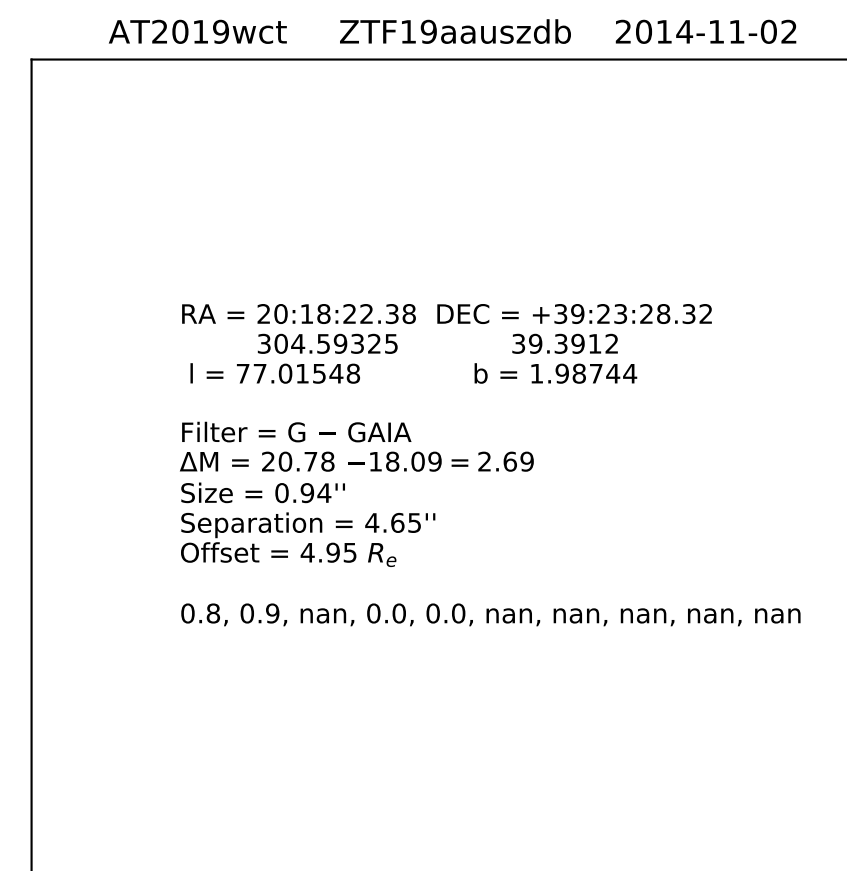 AT2019wct ZTF19aauszdb 2014-11-02
RA = 20:18:22.38 DEC = +39:23:28.32
304.59325 39.3912
l = 77.01548 b = 1.98744
Filter = G − GAIA
ΔM = 20.78 −18.09 = 2.69
Size = 0.94''
Separation = 4.65''
Offset = 4.95 Re
0.8, 0.9, nan, 0.0, 0.0, nan, nan, nan, nan, nan